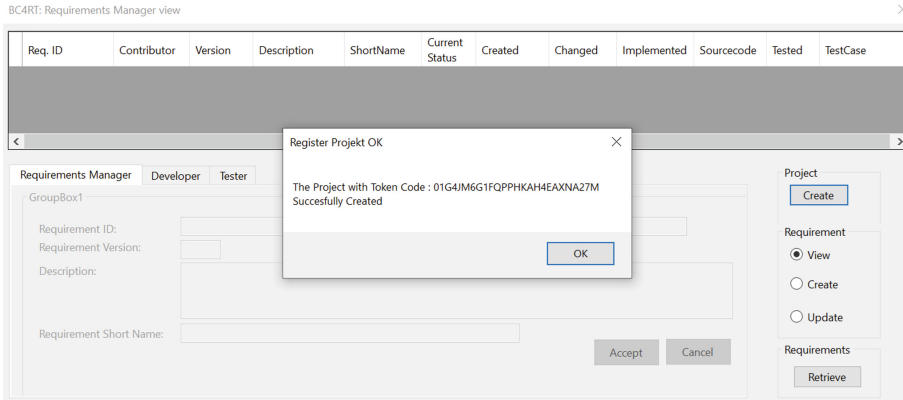 BC4RT: Requirements Manager view
Req. ID Contributor Version Description ShortName Current Status Created Changed Implemented Sourcecode Tested TestCase
Register Projekt OK
The Project with Token Code : 01G4JM6G1FQPPHKAH4EAXNA27M
Succesfully Created
OK
Requirements Manager Developer Tester
GroupBox1
Requirement ID:
Requirement Version:
Description:
Requirement Short Name:
Accept Cancel
Project
Create
Requirement
View
Create
Update
Requirements
Retrieve